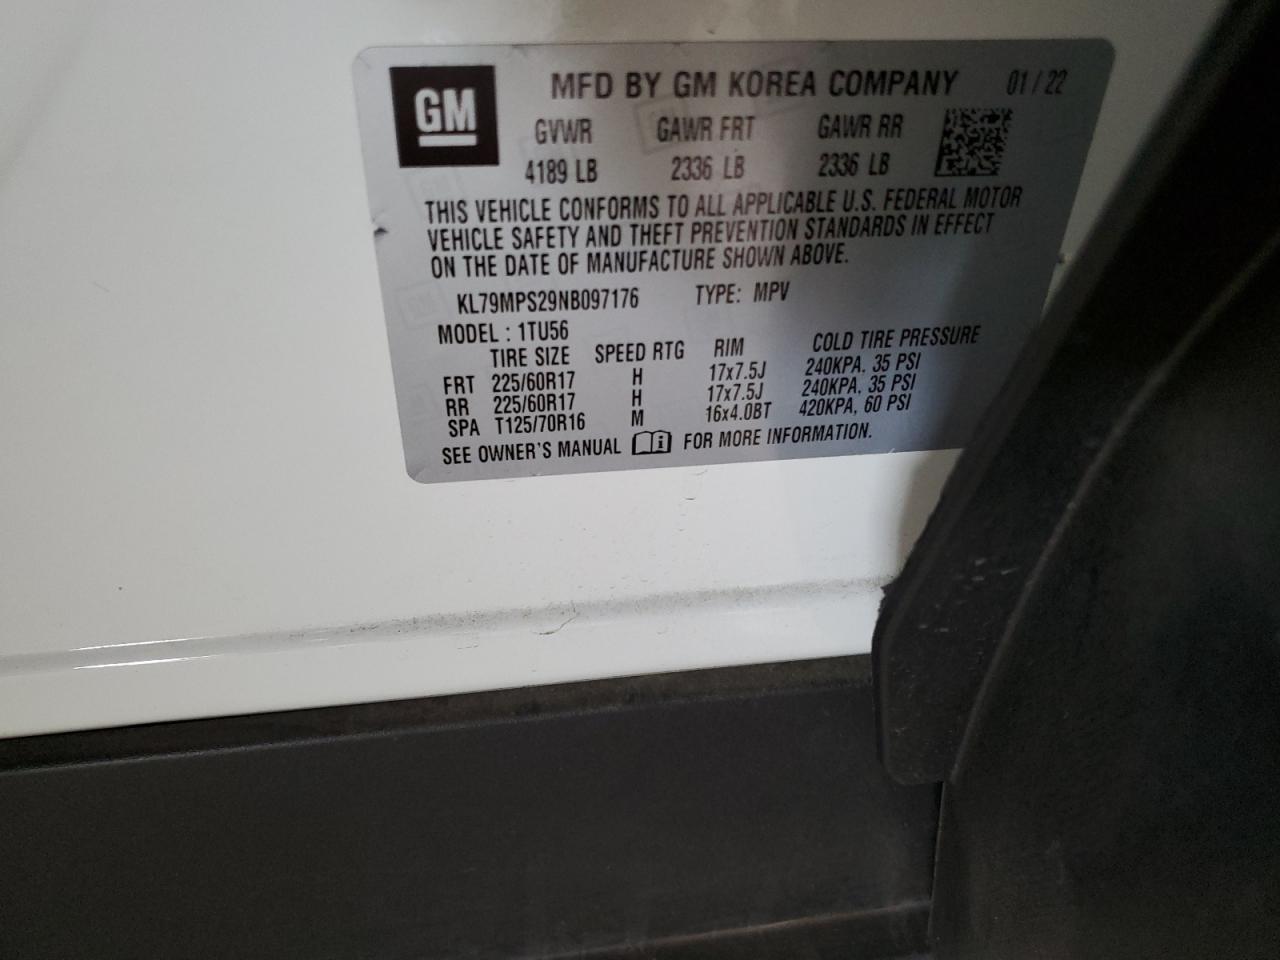 GM
MFD BY GM KOREA COMPANY 01 / 22
GVWR GAWR FRT GAWR RR
4189 LB 2336 LB 2336 LB
THIS VEHICLE CONFORMS TO ALL APPLICABLE U.S. FEDERAL MOTOR
VEHICLE SAFETY AND THEFT PREVENTION STANDARDS IN EFFECT
ON THE DATE OF MANUFACTURE SHOWN ABOVE.
KL79MPS29NB097176 TYPE: MPV
MODEL : 1TU56
TIRE SIZE SPEED RTG RIM COLD TIRE PRESSURE
FRT 225/60R17 H 17x7.5J 240KPA, 35 PSI
RR 225/60R17 H 17x7.5J 240KPA, 35 PSI
SPA T125/70R16 M 16x4.0BT 420KPA, 60 PSI
SEE OWNER'S MANUAL FOR MORE INFORMATION.